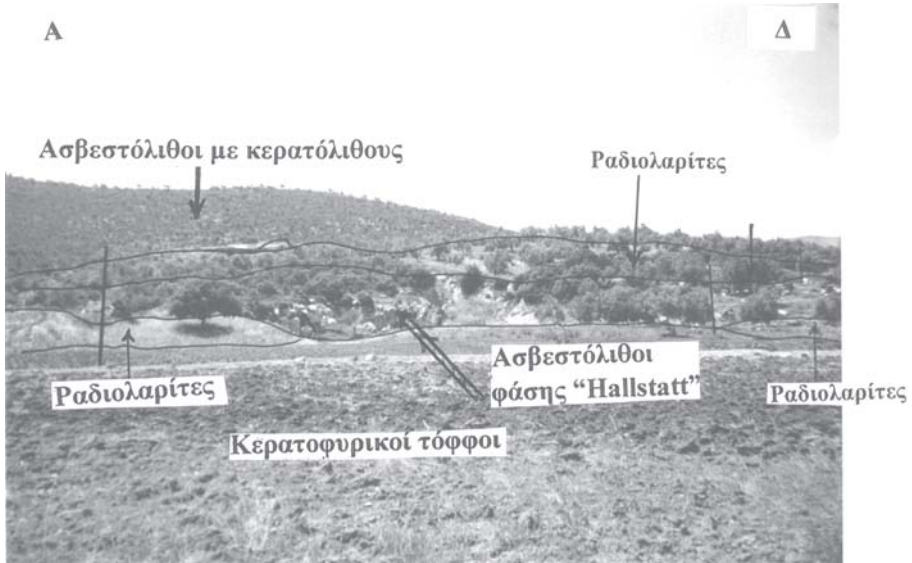 Α
Δ
Ασβεστόλιθοι με κερατόλιθους
Ραδιολαρίτες
Ραδιολαρίτες
Ασβεστόλιθοι
φάσης “Hallstatt”
Ραδιολαρίτες
Κερατοφυρικοί τόφφοι